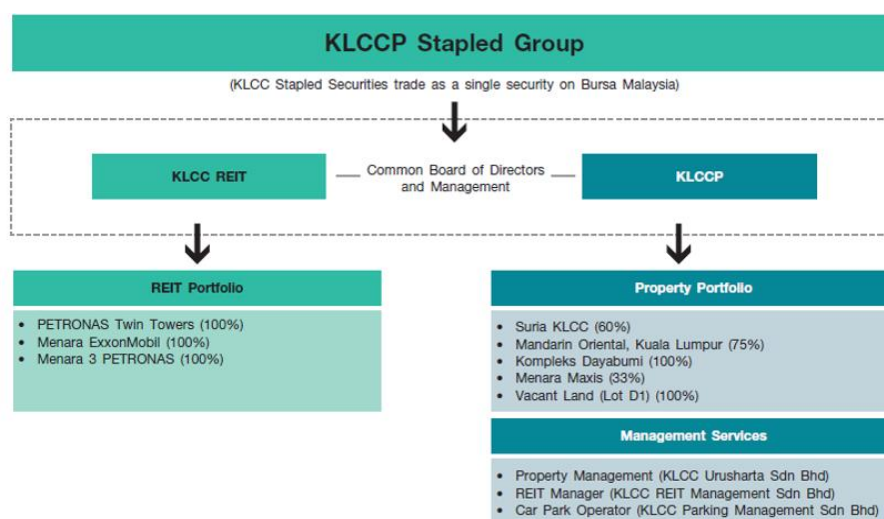 KLCCP Stapled Group
(KLCC Stapled Securities trade as a single security on Bursa Malaysia)
KLCC REIT
Common Board of Directors
and Management
KLCCP
REIT Portfolio
• PETRONAS Twin Towers (100%)
• Menara ExxonMobil (100%)
• Menara 3 PETRONAS (100%)
Property Portfolio
• Suria KLCC (60%)
• Mandarin Oriental, Kuala Lumpur (75%)
• Kompleks Dayabumi (100%)
• Menara Maxis (33%)
• Vacant Land (Lot D1) (100%)
Management Services
• Property Management (KLCC Urusharta Sdn Bhd)
• REIT Manager (KLCC REIT Management Sdn Bhd)
• Car Park Operator (KLCC Parking Management Sdn Bhd)